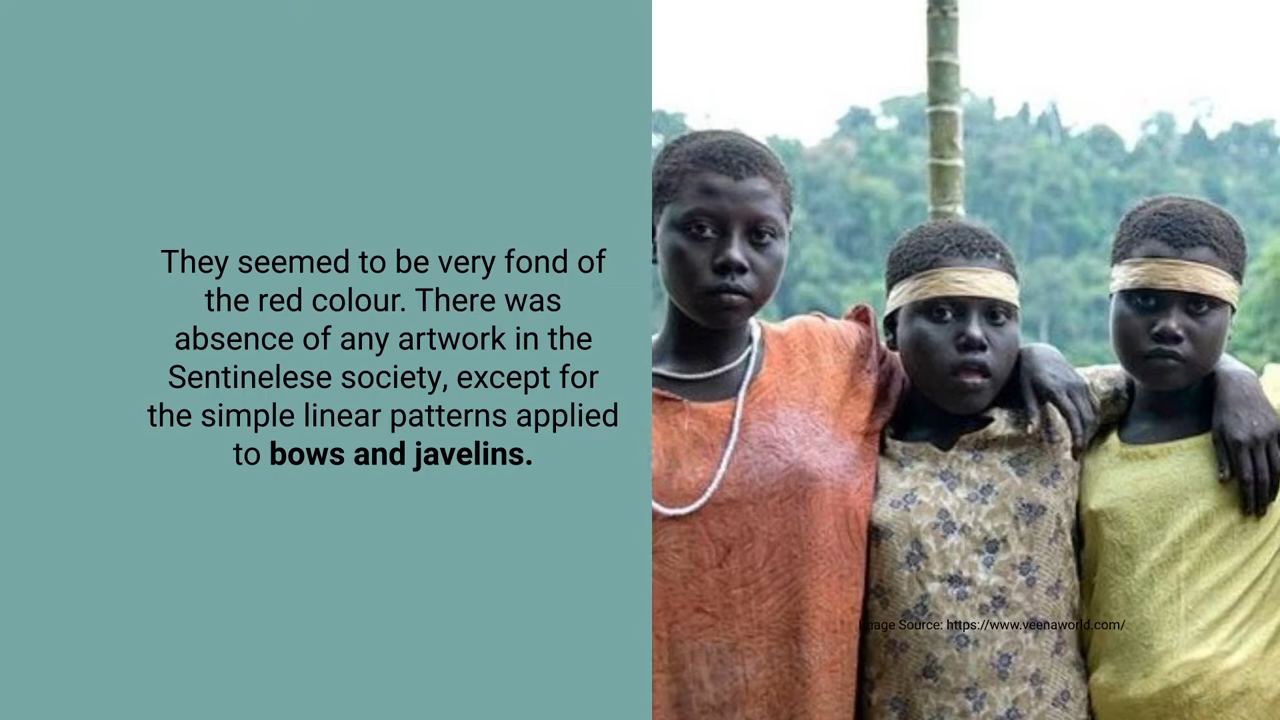 They seemed to be very fond of
the red colour. There was
absence of any artwork in the
Sentinelese society, except for
the simple linear patterns applied
to bows and javelins.
Image Source: https://www.veenaworld.com/